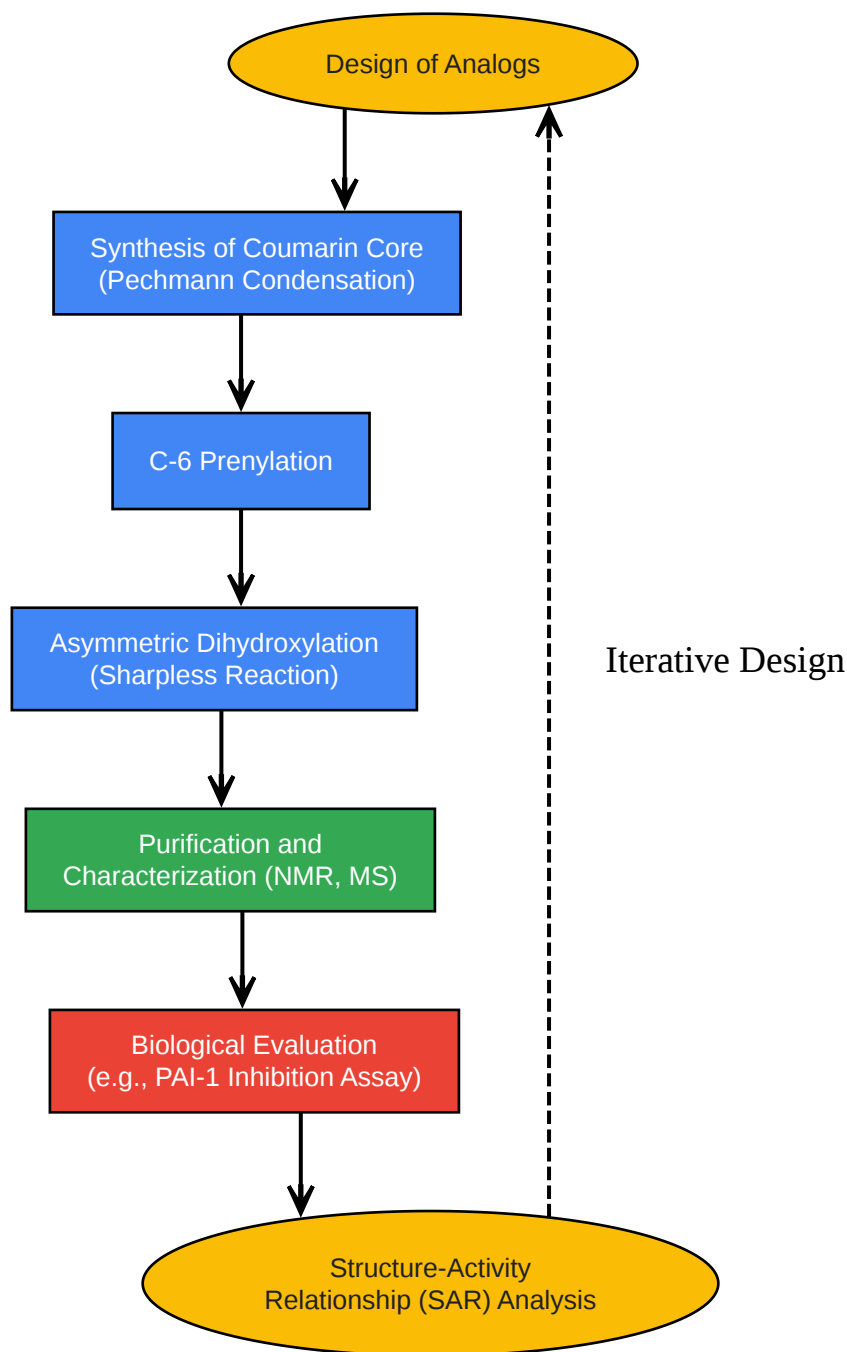 Design of Analogs
Synthesis of Coumarin Core
(Pechmann Condensation)
C-6 Prenylation
Asymmetric Dihydroxylation
(Sharpless Reaction)
Iterative Design
Purification and
Characterization (NMR, MS)
Biological Evaluation
(e.g., PAI-1 Inhibition Assay)
Structure-Activity
Relationship (SAR) Analysis